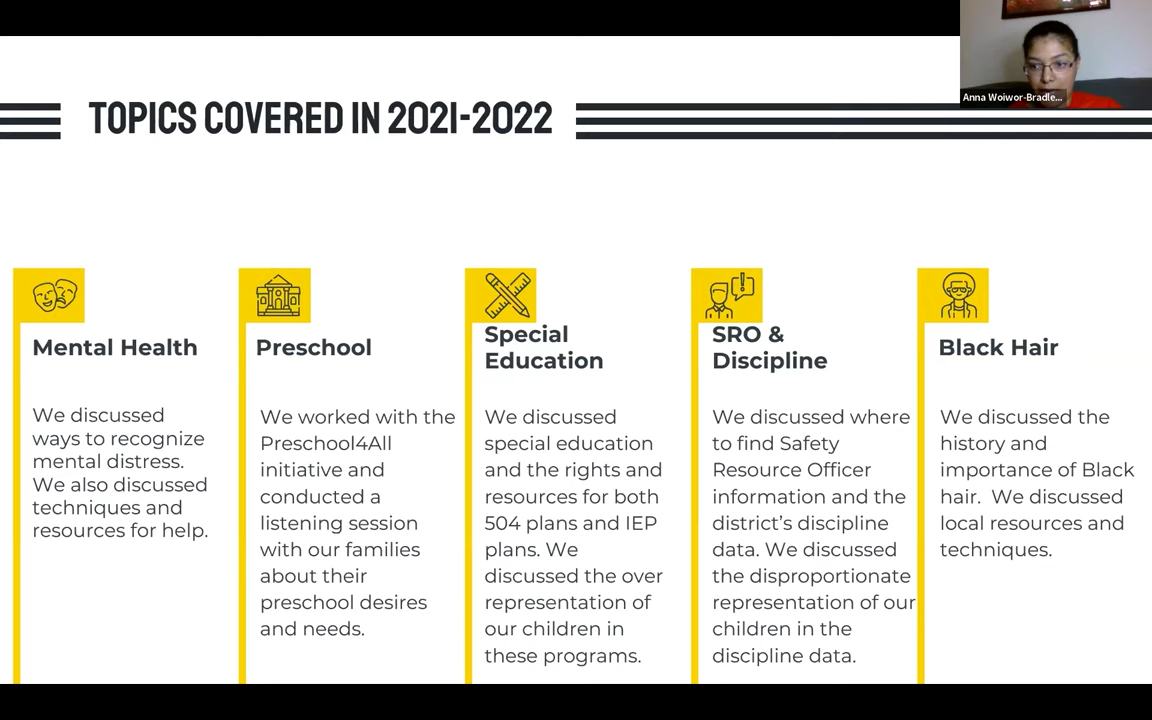 TOPICS COVERED IN 2021-2022
Anna Woiwor-Bradle...
Mental Health
We discussed
ways to recognize
mental distress.
We also discussed
techniques and
resources for help.
Preschool
We worked with the
Preschool4All
initiative and
conducted a
listening session
with our families
about their
preschool desires
and needs.
Special
Education
We discussed
special education
and the rights and
resources for both
504 plans and IEP
plans. We
discussed the over
representation of
our children in
these programs.
SRO &
Discipline
We discussed where
to find Safety
Resource Officer
information and the
district's discipline
data. We discussed
the disproportionate
representation of our
children in the
discipline data.
Black Hair
We discussed the
history and
importance of Black
hair.  We discussed
local resources and
techniques.